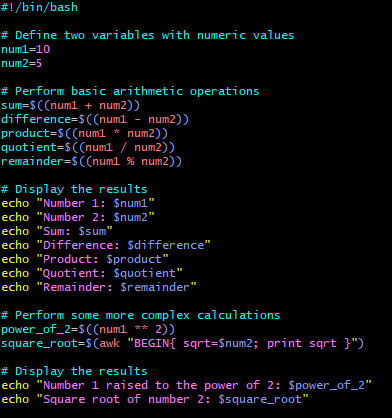 #!/bin/bash
# Define two variables with numeric values
num1=10
num2=5
# Perform basic arithmetic operations
sum=$((num1 + num2))
difference=$((num1 - num2))
product=$((num1 * num2))
quotient=$((num1 / num2))
remainder=$((num1 % num2))
# Display the results
echo "Number 1: $num1"
echo "Number 2: $num2"
echo "Sum: $sum"
echo "Difference: $difference"
echo "Product: $product"
echo "Quotient: $quotient"
echo "Remainder: $remainder"
# Perform some more complex calculations
power_of_2=$((num1 ** 2))
square_root=$(awk "BEGIN{ sqrt=$num2; print sqrt }")
# Display the results
echo "Number 1 raised to the power of 2: $power_of_2"
echo "Square root of number 2: $square_root"